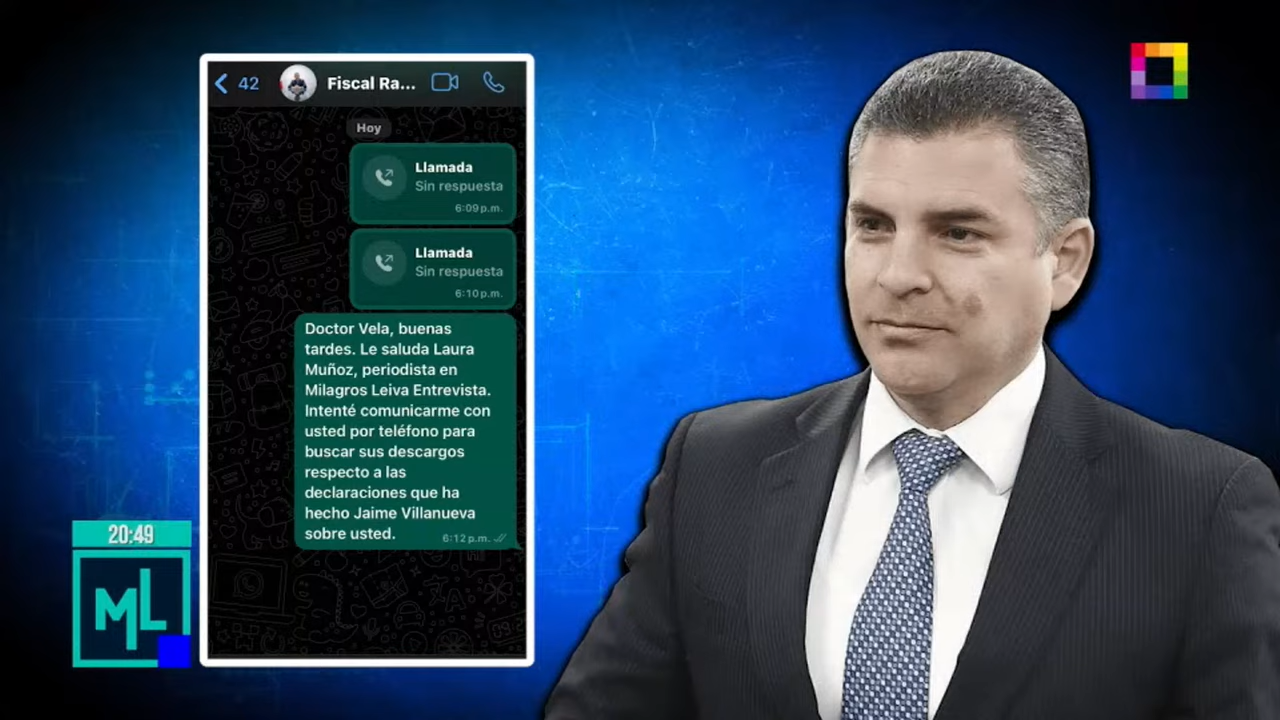 42
Fiscal Ra...
Hoy
Llamada
Sin respuesta
6:09 p.m.
Llamada
Sin respuesta
6:10 p.m.
Doctor Vela, buenas
tardes. Le saluda Laura
Muñoz, periodista en
Milagros Leiva Entrevista.
Intenté comunicarme con
usted por teléfono para
buscar sus descargos
respecto a las
declaraciones que ha
hecho Jaime Villanueva
sobre usted.
6:12 p.m.
20:49
ML